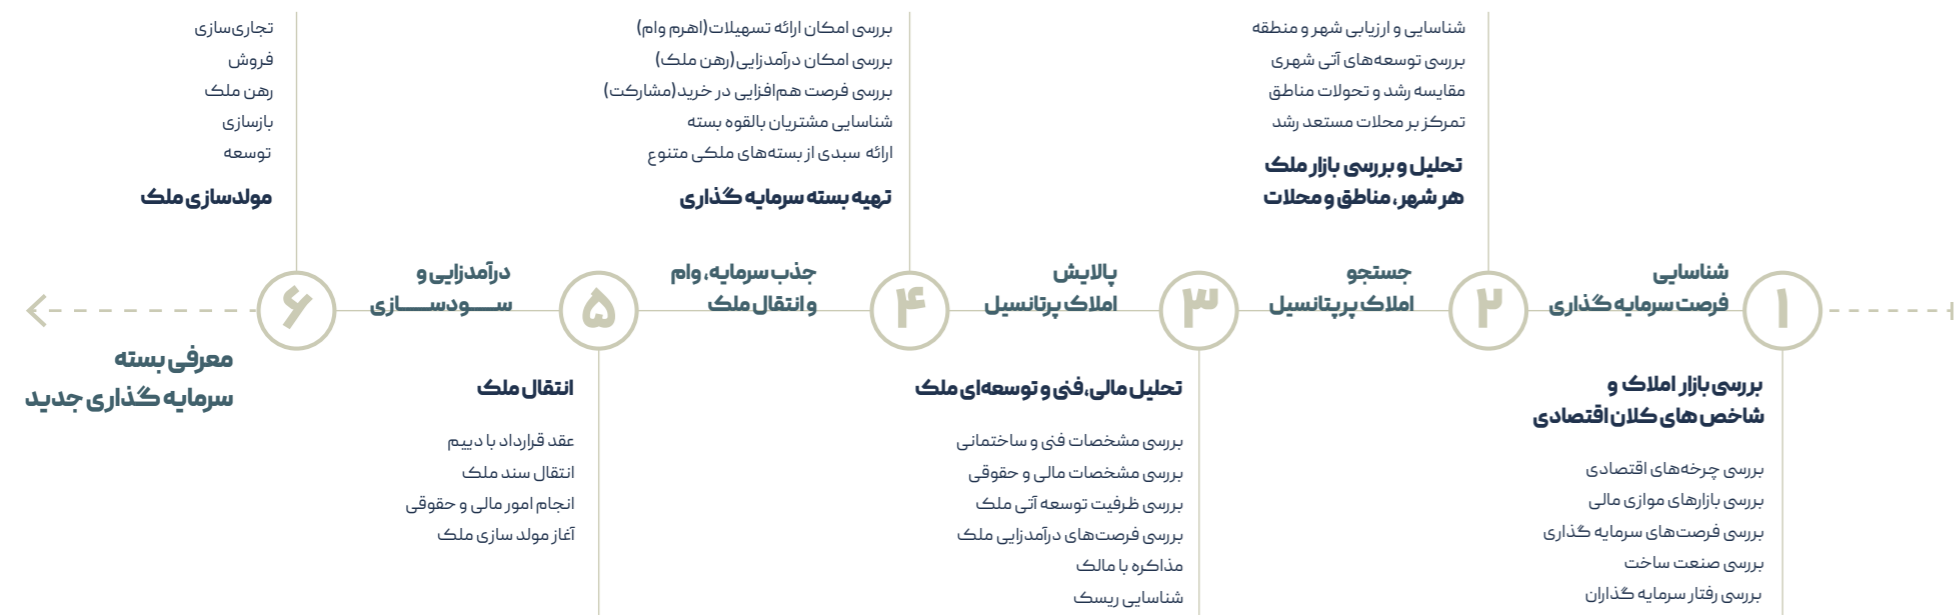 ۱
بررسی بازار املاک و
شاخص های کلان اقتصادی
بررسی چرخه‌های اقتصادی
بررسی بازارهای موازی مالی
بررسی فرصت‌های سرمایه گذاری
بررسی صنعت ساخت
بررسی رفتار سرمایه گذاران
شناسایی
فرصت سرمایه گذاری
۲
شناسایی و ارزیابی شهر و منطقه
بررسی توسعه‌های آتی شهری
مقایسه رشد و تحولات مناطق
تمرکز بر محلات مستعد رشد
تحلیل و بررسی بازار ملک
هر شهر، مناطق و محلات
جستجو
املاک پرپتانسیل
۳
تحلیل مالی،فنی و توسعه‌ای ملک
بررسی مشخصات فنی و ساختمانی
بررسی مشخصات مالی و حقوقی
بررسی ظرفیت توسعه آتی ملک
بررسی فرصت‌های درآمدزایی ملک
مذاکره با مالک
شناسایی ریسک
پالایش
املاک پرتانسیل
۴
بررسی امکان ارائه تسهیلات(اهرم وام)
بررسی امکان درآمدزایی(رهن ملک)
بررسی فرصت هم‌افزایی در خرید(مشارکت)
شناسایی مشتریان بالقوه بسته
ارائه سبدی از بسته‌های ملکی متنوع
تهیه بسته سرمایه گذاری
جذب سرمایه، وام
و انتقال ملک
۵
انتقال ملک
عقد قرارداد با دییم
انتقال سند ملک
انجام امور مالی و حقوقی
آغاز مولد سازی ملک
درآمدزایی و
ســـودســـازی
۶
تجاری‌سازی
فروش
رهن ملک
بازسازی
توسعه
مولدسازی ملک
معرفی بسته
سرمایه گذاری جدید